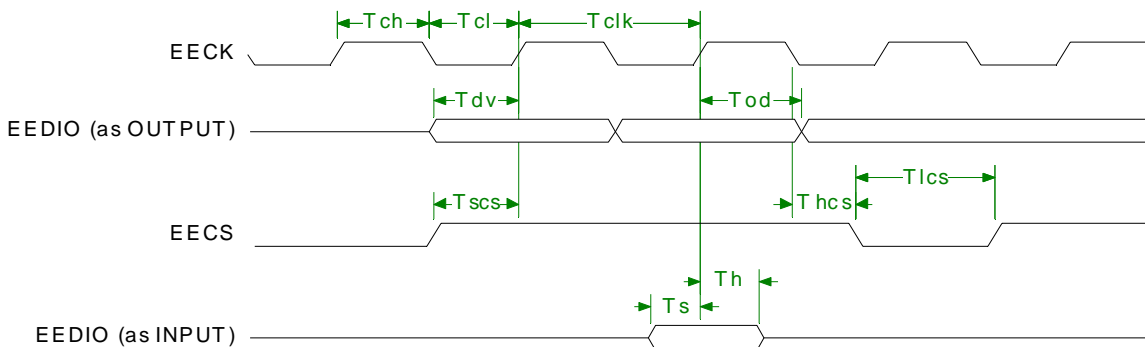 Tch Tcl Tclk
EECK
Tdv Tod
EEDIO (as OUTPUT)
Tlcs
Tscs Thcs
EECS
Th
Ts
EEDIO (as INPUT)